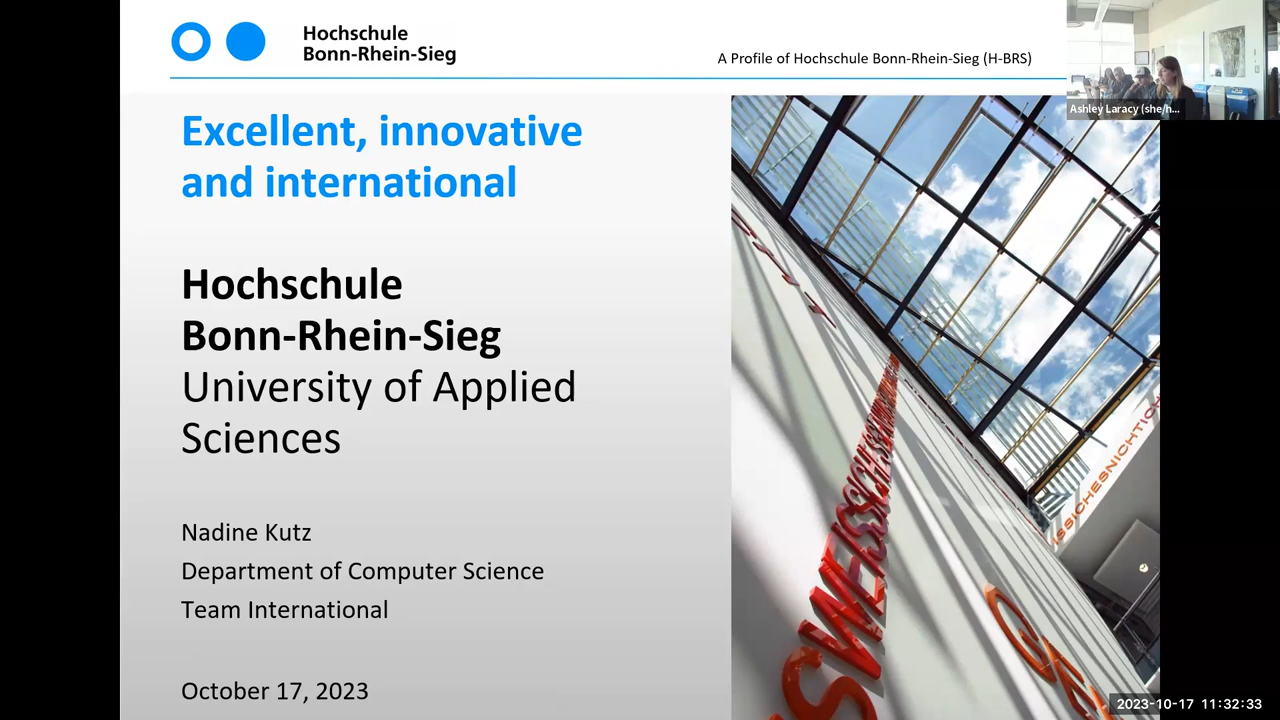 Hochschule
Bonn-Rhein-Sieg
A Profile of Hochschule Bonn-Rhein-Sieg (H-BRS)
Ashley Laracy (she/h...
Excellent, innovative
and international
Hochschule
Bonn-Rhein-Sieg
University of Applied
Sciences
Nadine Kutz
Department of Computer Science
Team International
October 17, 2023
2023-10-17 11:32:33